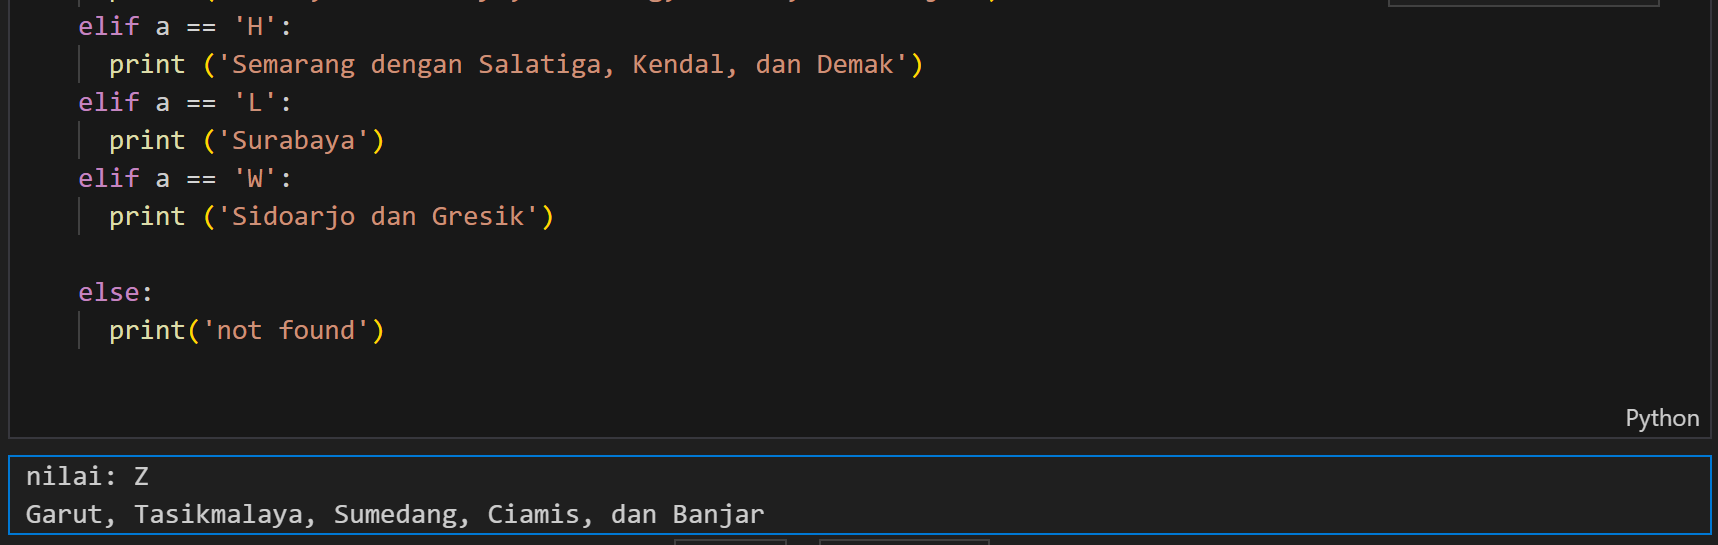 elif a == 'H':
print ('Semarang dengan Salatiga, Kendal, dan Demak')
elif a == 'L':
print ('Surabaya')
elif a == 'W':
print ('Sidoarjo dan Gresik')
else:
print('not found')
Python
nilai: Z
Garut, Tasikmalaya, Sumedang, Ciamis, dan Banjar